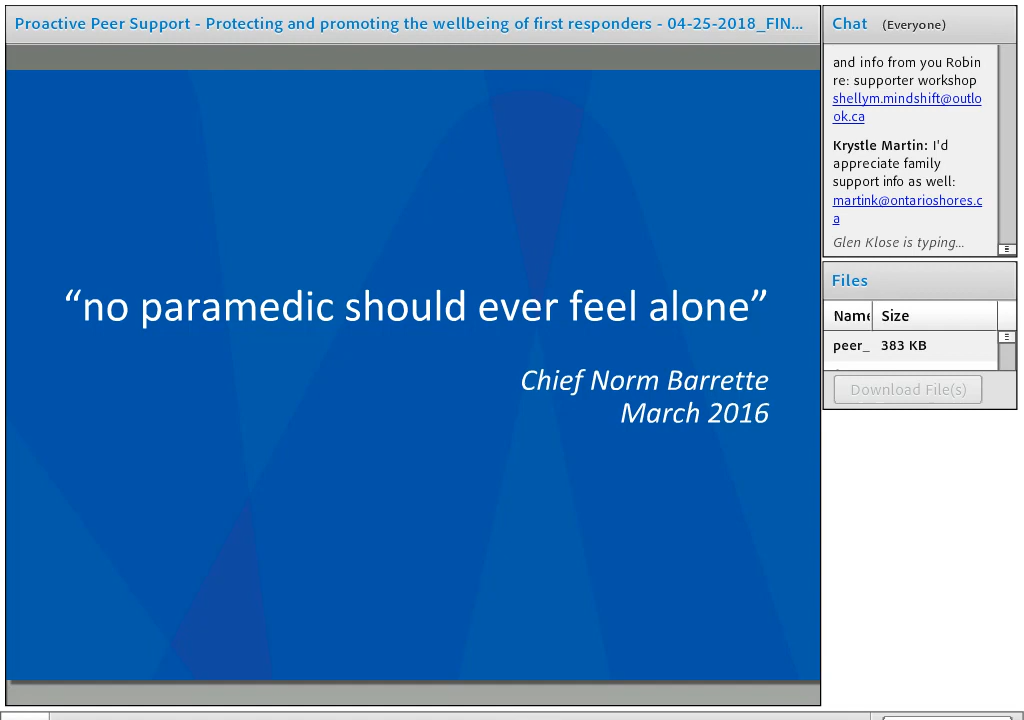 Proactive Peer Support - Protecting and promoting the wellbeing of first responders - 04-25-2018_FIN...
“no paramedic should ever feel alone”
Chief Norm Barrette
March 2016
Chat (Everyone)
and info from you Robin
re: supporter workshop
shellym.mindshift@outlo
ok.ca
Krystle Martin: I'd
appreciate family
support info as well:
martink@ontarioshores.c
a
Glen Klose is typing...
Files
Name Size
peer_ 383 KB
Download File(s)